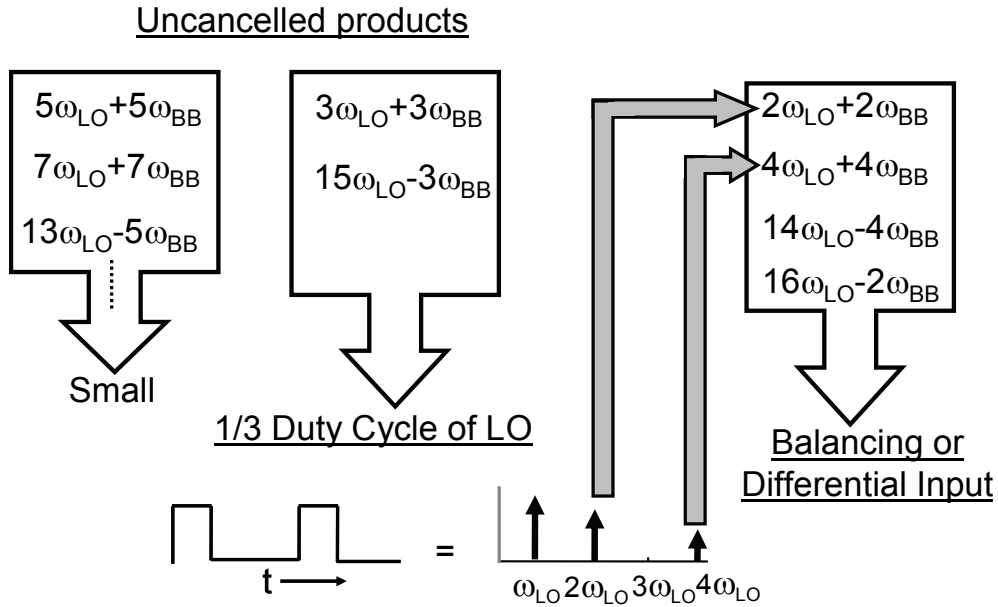 Uncancelled products
5ωLO+5ωBB
7ωLO+7ωBB
13ωLO-5ωBB
Small
3ωLO+3ωBB
15ωLO-3ωBB
1/3 Duty Cycle of LO
2ωLO+2ωBB
4ωLO+4ωBB
14ωLO-4ωBB
16ωLO-2ωBB
Balancing or
Differential Input
t
=
ωLO 2ωLO 3ωLO 4ωLO